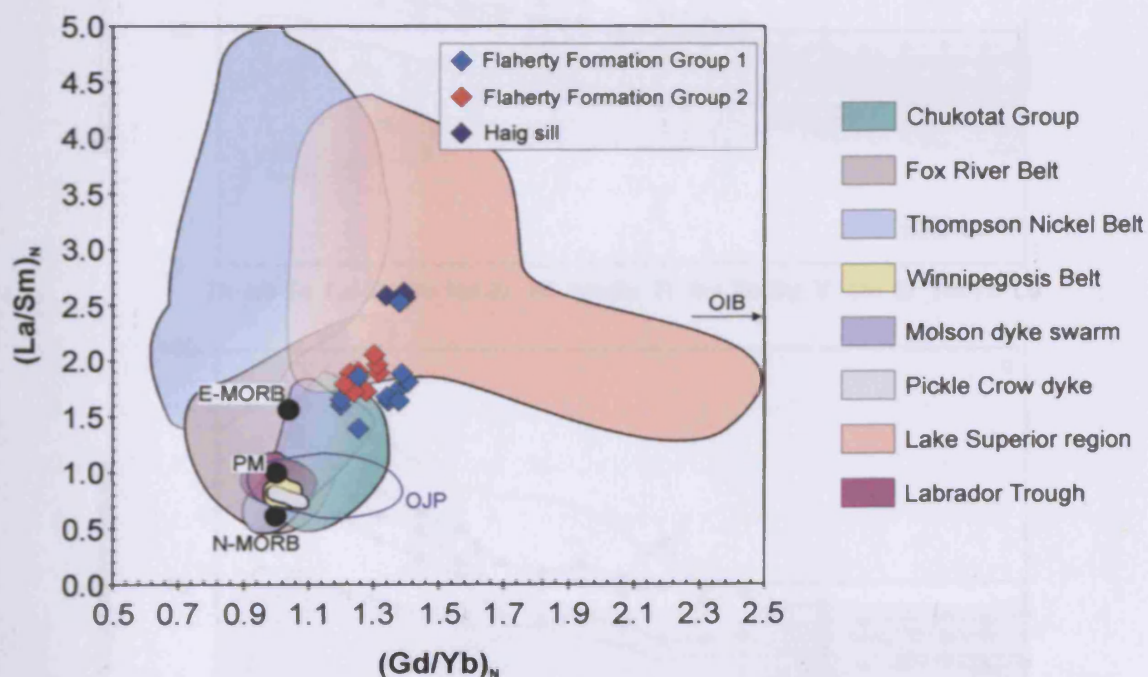 5.0
4.5
4.0
3.5
3.0
2.5
2.0
1.5
1.0
0.5
0.0
(La/Sm)N
Flaherty Formation Group 1
Flaherty Formation Group 2
Haig sill
OIB
E-MORB
PM
OJP
N-MORB
0.5 0.7 0.9 1.1 1.3 1.5 1.7 1.9 2.1 2.3 2.5
(Gd/Yb)N
Chukotat Group
Fox River Belt
Thompson Nickel Belt
Winnipegosis Belt
Molson dyke swarm
Pickle Crow dyke
Lake Superior region
Labrador Trough